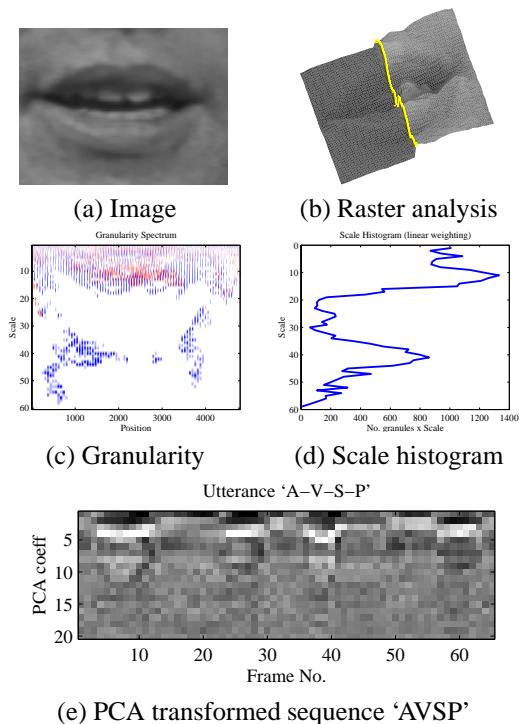 (a) Image
(b) Raster analysis
Granularity Spectrum
10
20
30
40
50
60
Scale
0 1000 2000 3000 4000
Position
(c) Granularity
Scale Histogram (linear weighting)
0
10
20
30
40
50
60
Scale
0 200 400 600 800 1000 1200 1400
No. granules x Scale
(d) Scale histogram
Utterance ‘A–V–S–P’
5
10
15
20
PCA coeff
10 20 30 40 50 60
Frame No.
(e) PCA transformed sequence ‘AVSP’